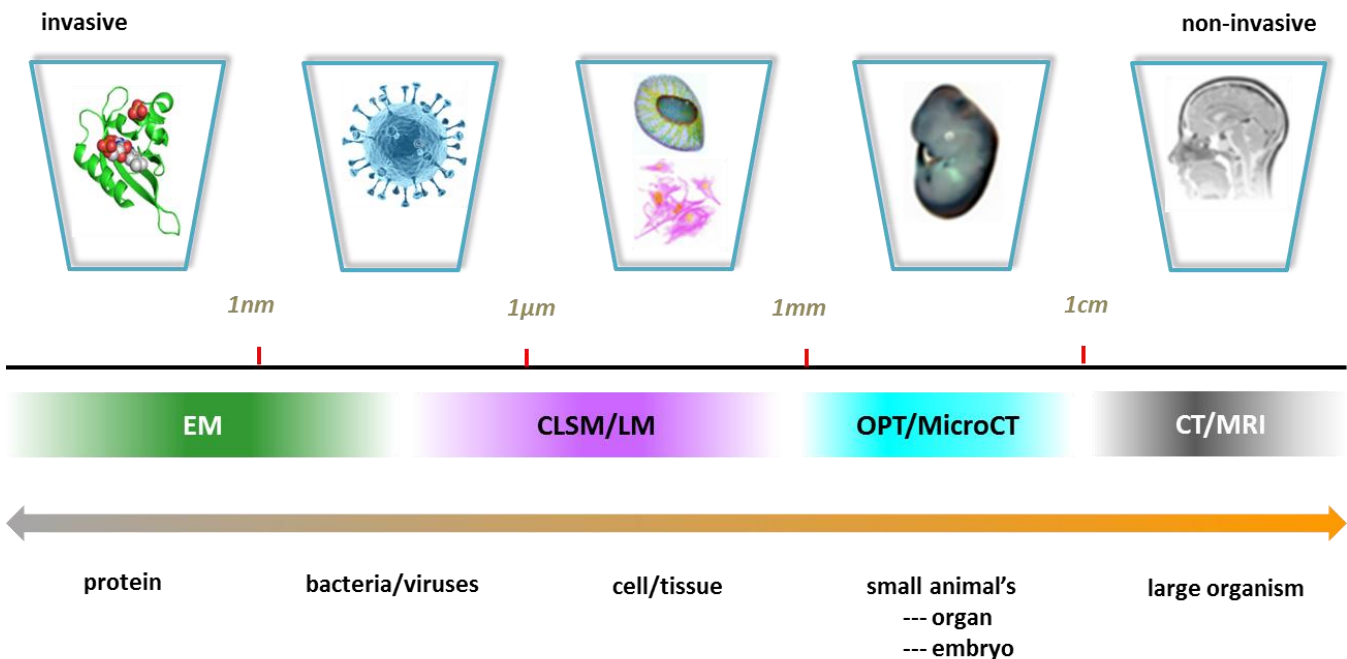 invasive
non-invasive
1nm
1µm
1mm
1cm
EM
CLSM/LM
OPT/MicroCT
CT/MRI
protein
bacteria/viruses
cell/tissue
small animal’s
--- organ
--- embryo
large organism